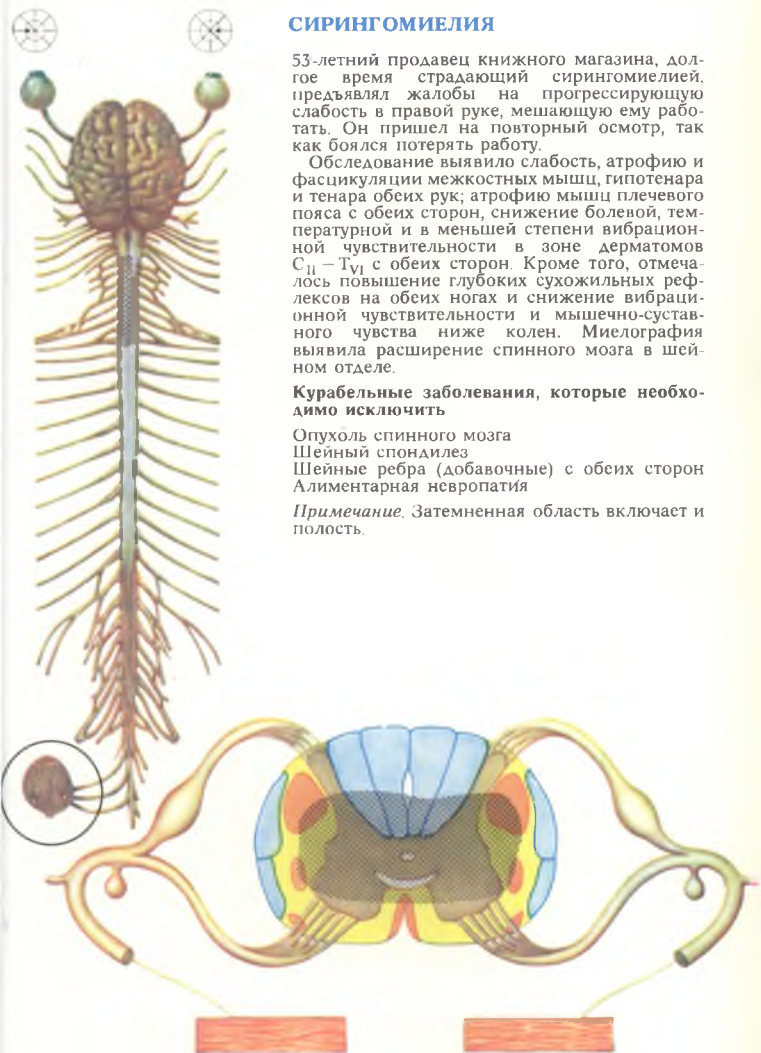 СИРИНГОМИЕЛИЯ
53-летний продавец книжного магазина, дол-
гое время страдающий сирингомиелией,
предъявлял жалобы на прогрессирующую
слабость в правой руке, мешающую ему рабо-
тать. Он пришел на повторный осмотр, так
как боялся потерять работу.
Обследование выявило слабость, атрофию и
фасцикуляции межкостных мышц, гипотенара
и тенара обеих рук; атрофию мышц плечевого
пояса с обеих сторон, снижение болевой, тем-
пературной и в меньшей степени вибрацион-
ной чувствительности в зоне дерматомов
CII — TVI с обеих сторон. Кроме того, отмеча-
лось повышение глубоких сухожильных реф-
лексов на обеих ногах и снижение вибраци-
онной чувствительности и мышечно-сустав-
ного чувства ниже колен. Миелография
выявила расширение спинного мозга в шей-
ном отделе.
Курабельные заболевания, которые необхо-
димо исключить
Опухоль спинного мозга
Шейный спондилез
Шейные ребра (добавочные) с обеих сторон
Алиментарная невропатия
Примечание. Затемненная область включает и
полость.